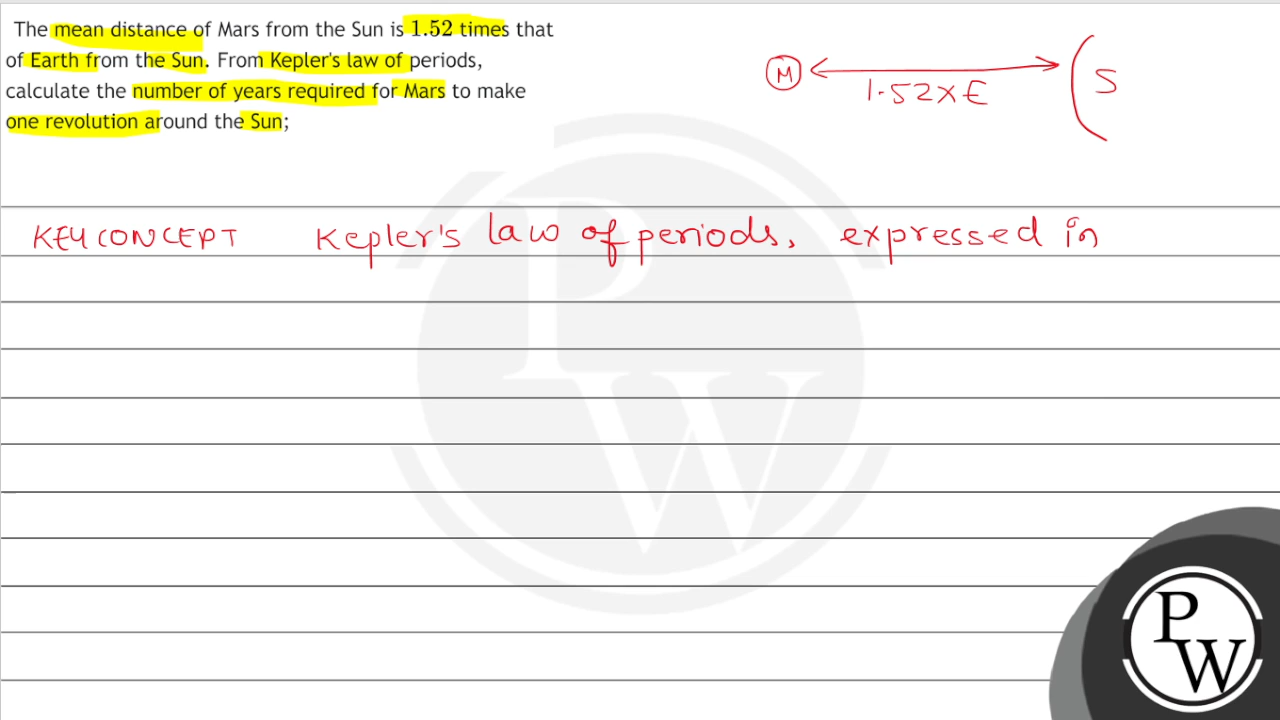 The mean distance of Mars from the Sun is 1.52 times that
of Earth from the Sun. From Kepler's law of periods,
calculate the number of years required for Mars to make
one revolution around the Sun;
M
1.52XE
S
KEY CONCEPT Kepler's law of periods, expressed in
PW
PW